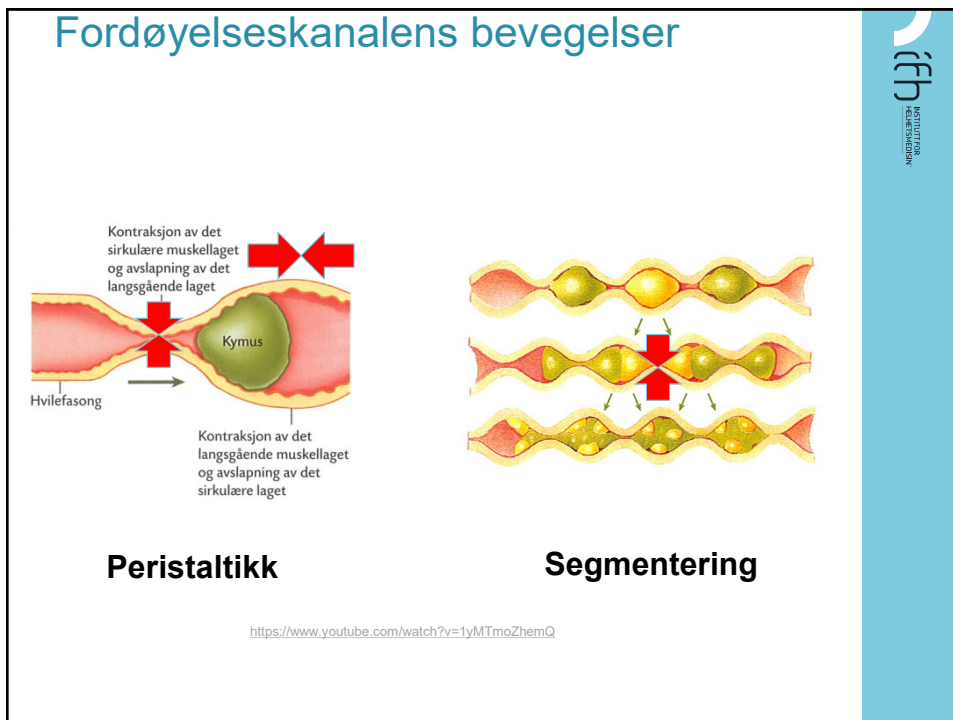 Fordøyelseskanalens bevegelser
ifh
INSTITUTT FOR
HELHETSMEDISIN
Kontraksjon av det
sirkulære muskellaget
og avslapning av det
langsgående laget
Kymus
Hvilefasong
Kontraksjon av det
langsgående muskellaget
og avslapning av det
sirkulære laget
Peristaltikk
Segmentering
https://www.youtube.com/watch?v=1yMTmoZhemQ